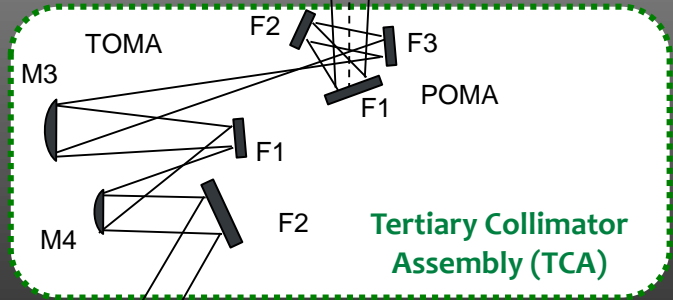 F2
TOMA
F3
M3
POMA
F1
F1
M4
F2
Tertiary Collimator
Assembly (TCA)